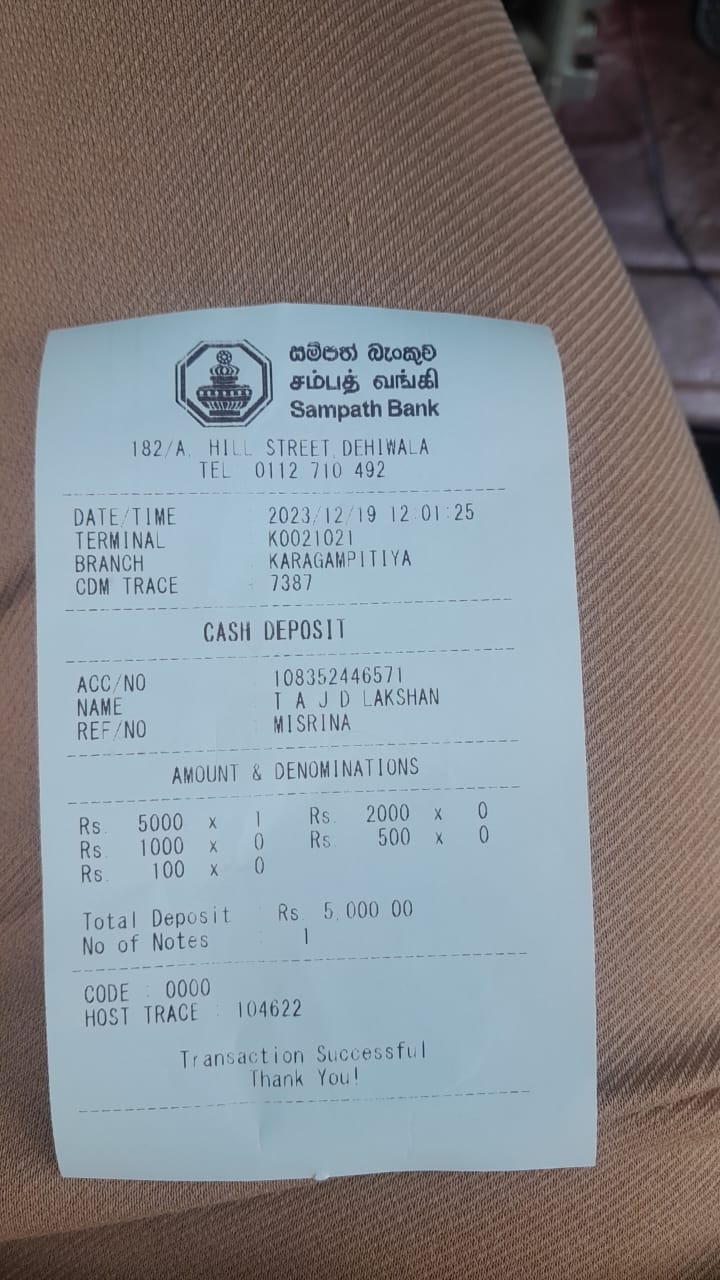 සම්පත් බැංකුව
சம்பத் வங்கி
Sampath Bank
182/A, HILL STREET, DEHIWALA
TEL 0112 710 492
DATE/TIME : 2023/12/19 12:01:25
TERMINAL : K0021021
BRANCH : KARAGAMPITIYA
CDM TRACE : 7387
CASH DEPOSIT
ACC/NO : 108352446571
NAME : T A J D LAKSHAN
REF/NO : MISRINA
AMOUNT & DENOMINATIONS
Rs. 5000 x 1 Rs. 2000 x 0
Rs. 1000 x 0 Rs. 500 x 0
Rs. 100 x 0
Total Deposit : Rs. 5,000.00
No of Notes : 1
CODE : 0000
HOST TRACE : 104622
Transaction Successful
Thank You!